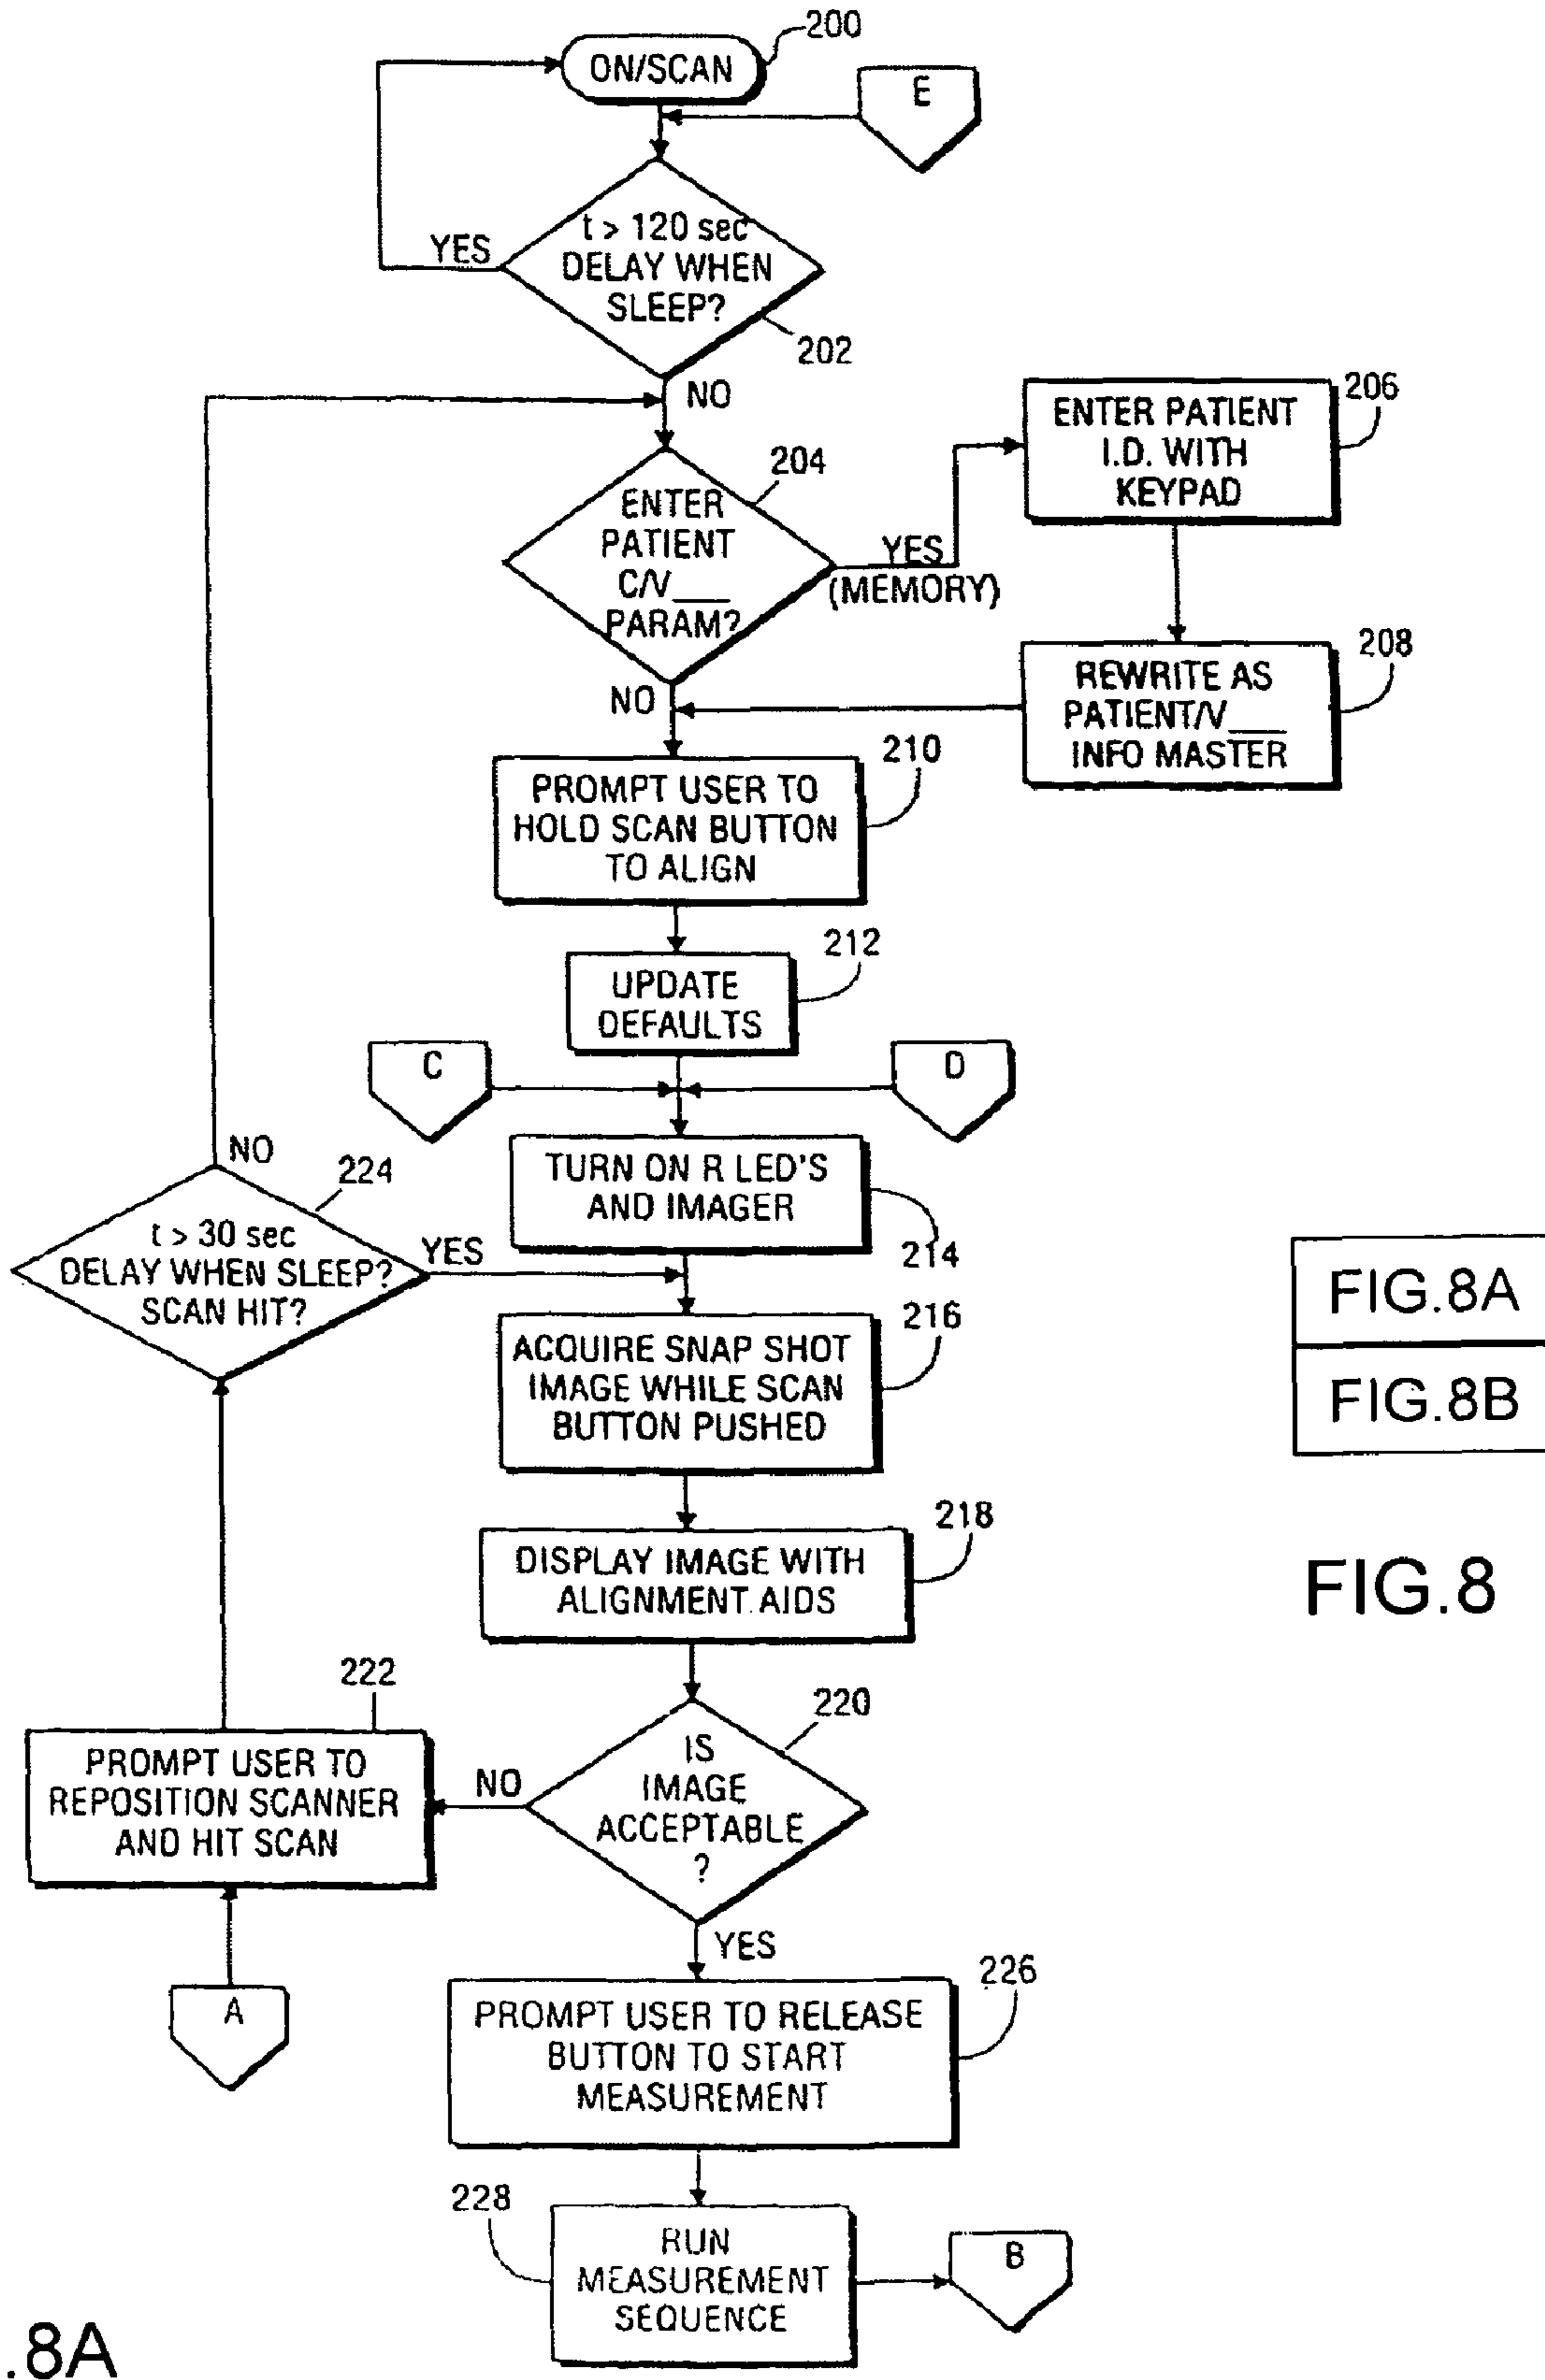 200
ON/SCAN
E
t > 120 sec
DELAY WHEN
SLEEP?
YES
202
NO
204
ENTER
PATIENT
C/V___
PARAM?
YES
(MEMORY)
206
ENTER PATIENT
I.D. WITH
KEYPAD
208
REWRITE AS
PATIENT/V___
INFO MASTER
NO
210
PROMPT USER TO
HOLD SCAN BUTTON
TO ALIGN
212
UPDATE
DEFAULTS
C
D
TURN ON R LED'S
AND IMAGER
214
NO
224
t > 30 sec
DELAY WHEN SLEEP?
SCAN HIT?
YES
216
ACQUIRE SNAP SHOT
IMAGE WHILE SCAN
BUTTON PUSHED
FIG.8A
FIG.8B
FIG.8
218
DISPLAY IMAGE WITH
ALIGNMENT AIDS
220
IS
IMAGE
ACCEPTABLE
?
NO
222
PROMPT USER TO
REPOSITION SCANNER
AND HIT SCAN
A
YES
226
PROMPT USER TO RELEASE
BUTTON TO START
MEASUREMENT
228
RUN
MEASUREMENT
SEQUENCE
B
.8A